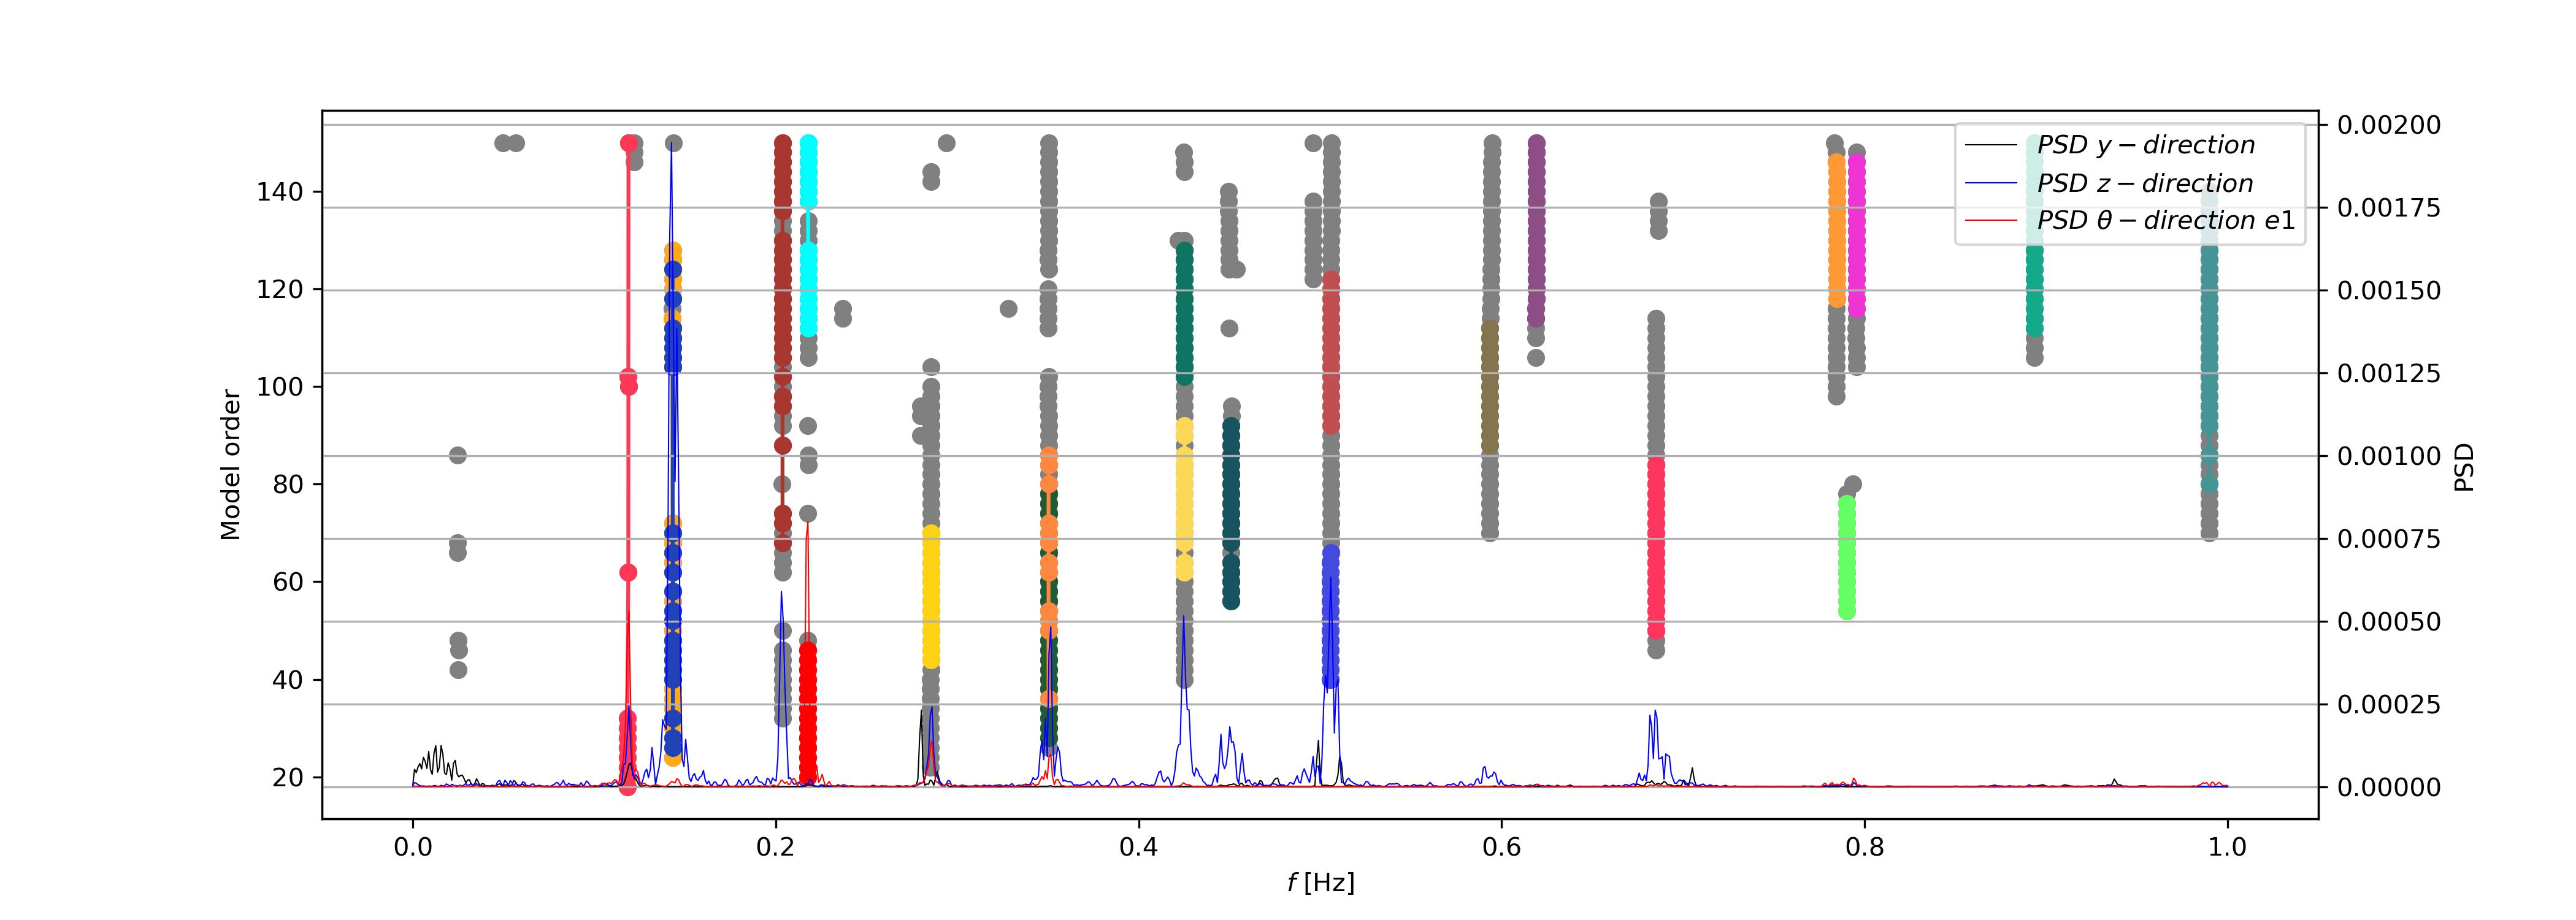 PSD y − direction
PSD z − direction
PSD θ − direction e1
Model order
140
120
100
80
60
40
20
0.00200
0.00175
0.00150
0.00125
0.00100
0.00075
0.00050
0.00025
0.00000
PSD
0.0 0.2 0.4 0.6 0.8 1.0
f [Hz]